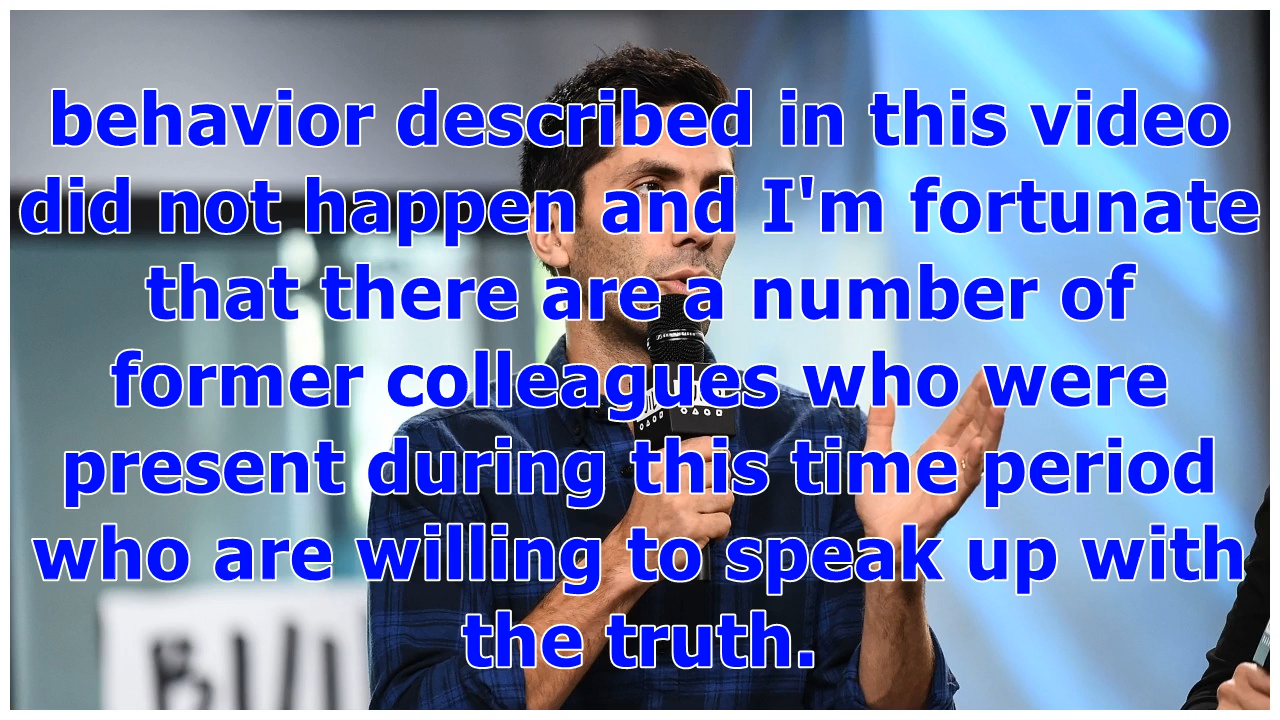 behavior described in this video
did not happen and I'm fortunate
that there are a number of
former colleagues who were
present during this time period
who are willing to speak up with
the truth.